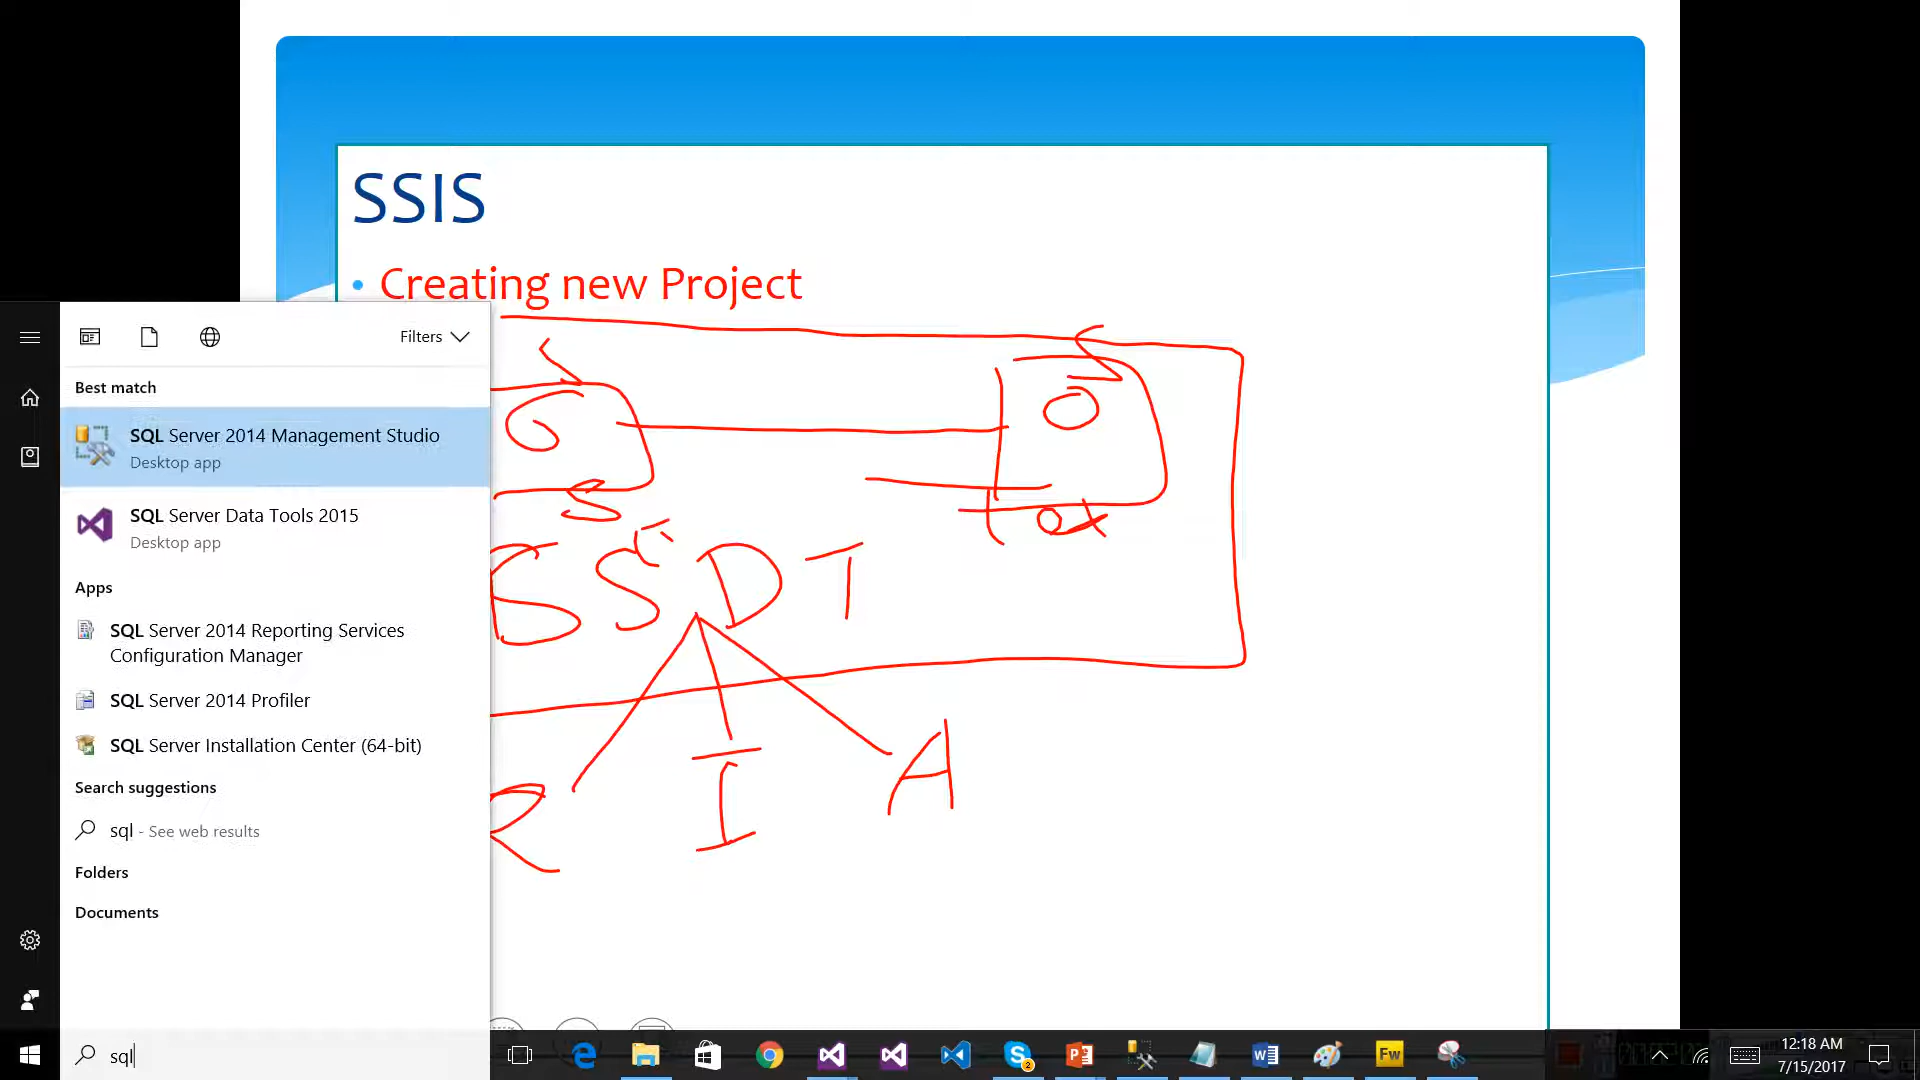 SSIS
• Creating new Project
Filters
Best match
SQL Server 2014 Management Studio
Desktop app
SQL Server Data Tools 2015
Desktop app
Apps
SQL Server 2014 Reporting Services
Configuration Manager
SQL Server 2014 Profiler
SQL Server Installation Center (64-bit)
Search suggestions
sql - See web results
Folders
Documents
sql
S S D T
R I A
2
Fw
12:18 AM
7/15/2017